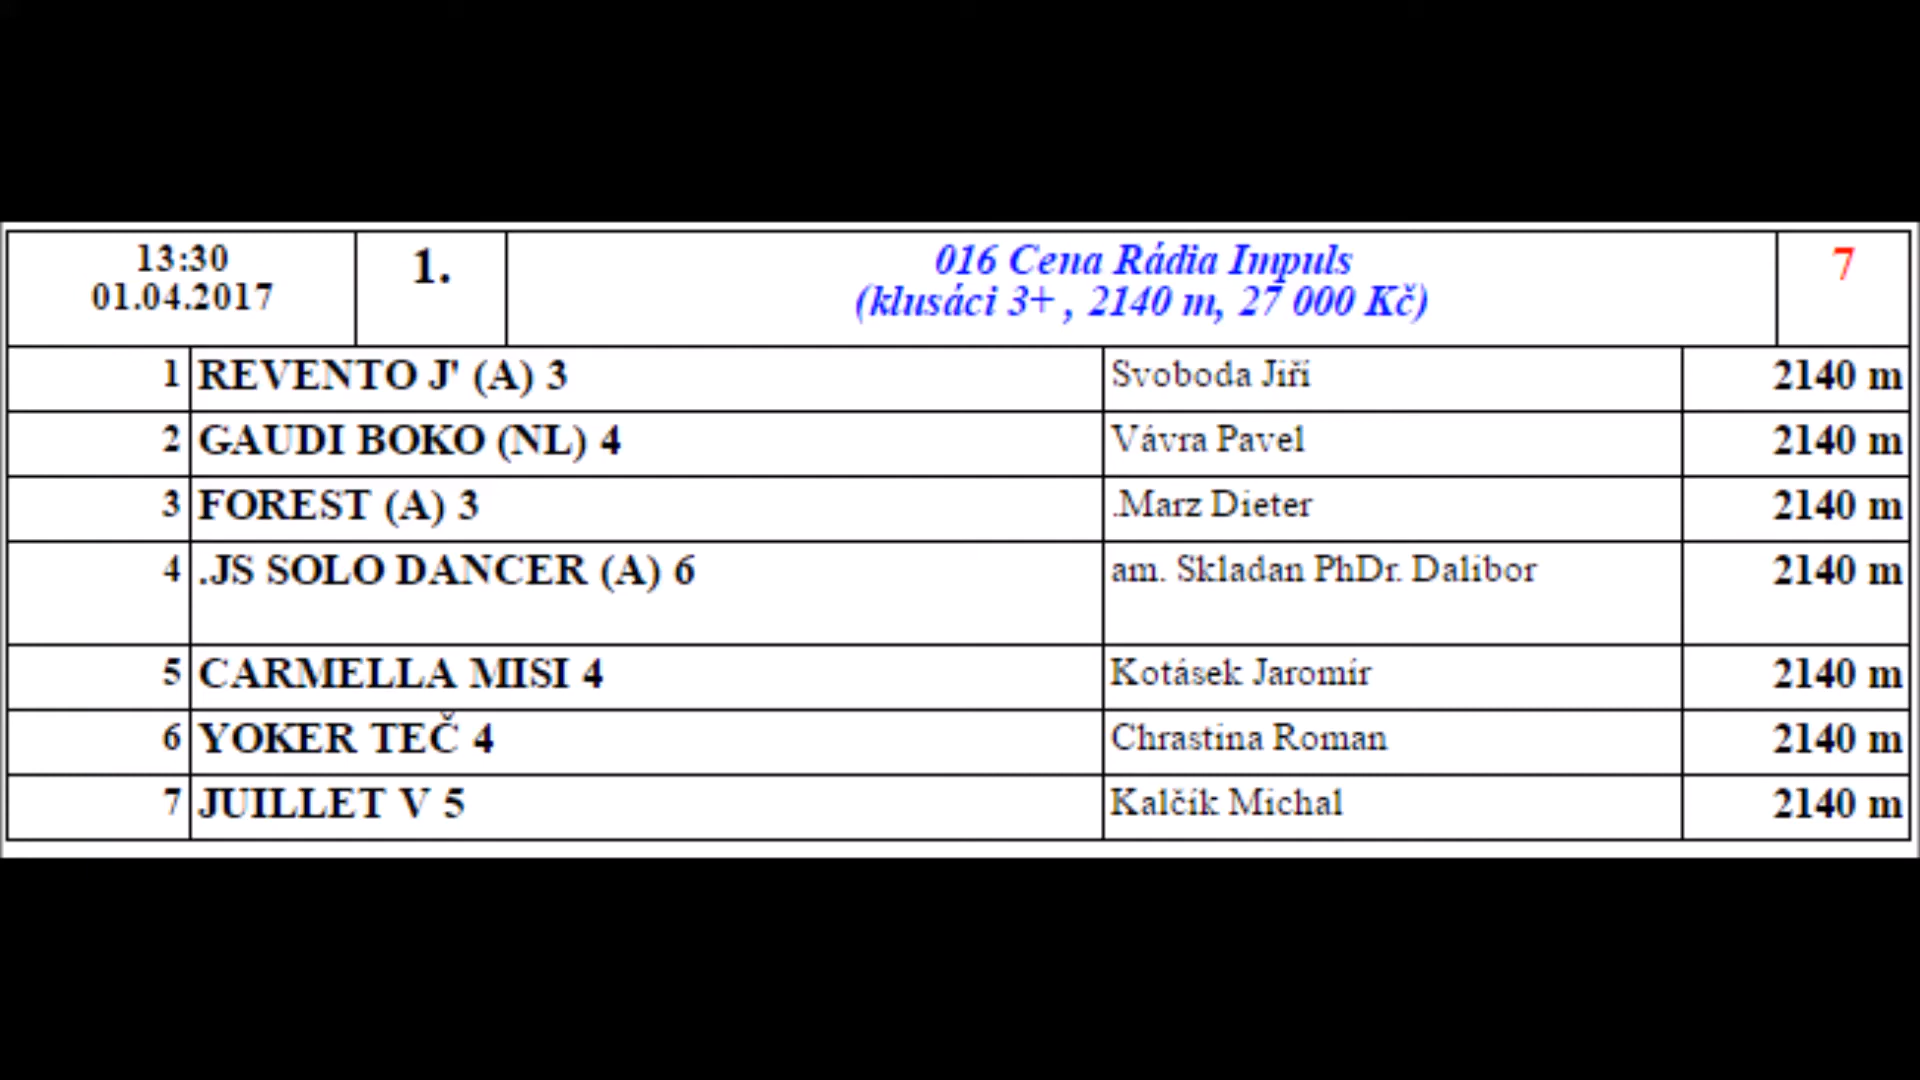 13:30
01.04.2017
1.
016 Cena Rádia Impuls
(klusáci 3+ , 2140 m, 27 000 Kč)
7
1 REVENTO J' (A) 3 Svoboda Jiří 2140 m
2 GAUDI BOKO (NL) 4 Vávra Pavel 2140 m
3 FOREST (A) 3 .Marz Dieter 2140 m
4 .JS SOLO DANCER (A) 6 am. Skladan PhDr. Dalibor 2140 m
5 CARMELLA MISI 4 Kotásek Jaromír 2140 m
6 YOKER TEČ 4 Chrastina Roman 2140 m
7 JUILLET V 5 Kalčík Michal 2140 m